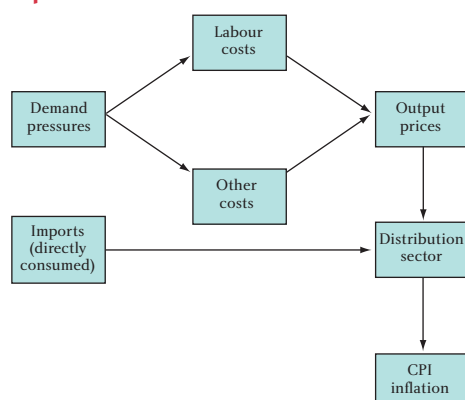 Labour
costs
Demand
pressures
Output
prices
Other
costs
Imports
(directly
consumed)
Distribution
sector
CPI
inflation